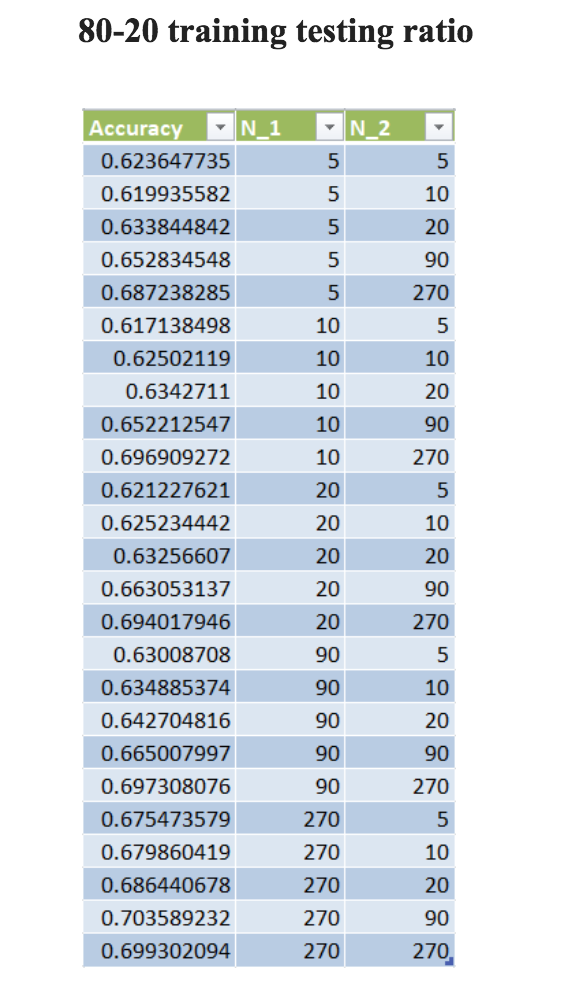 80-20 training testing ratio
Accuracy N_1 N_2
0.623647735 5 5
0.619935582 5 10
0.633844842 5 20
0.652834548 5 90
0.687238285 5 270
0.617138498 10 5
0.62502119 10 10
0.6342711 10 20
0.652212547 10 90
0.696909272 10 270
0.621227621 20 5
0.625234442 20 10
0.63256607 20 20
0.663053137 20 90
0.694017946 20 270
0.63008708 90 5
0.634885374 90 10
0.642704816 90 20
0.665007997 90 90
0.697308076 90 270
0.675473579 270 5
0.679860419 270 10
0.686440678 270 20
0.703589232 270 90
0.699302094 270 270